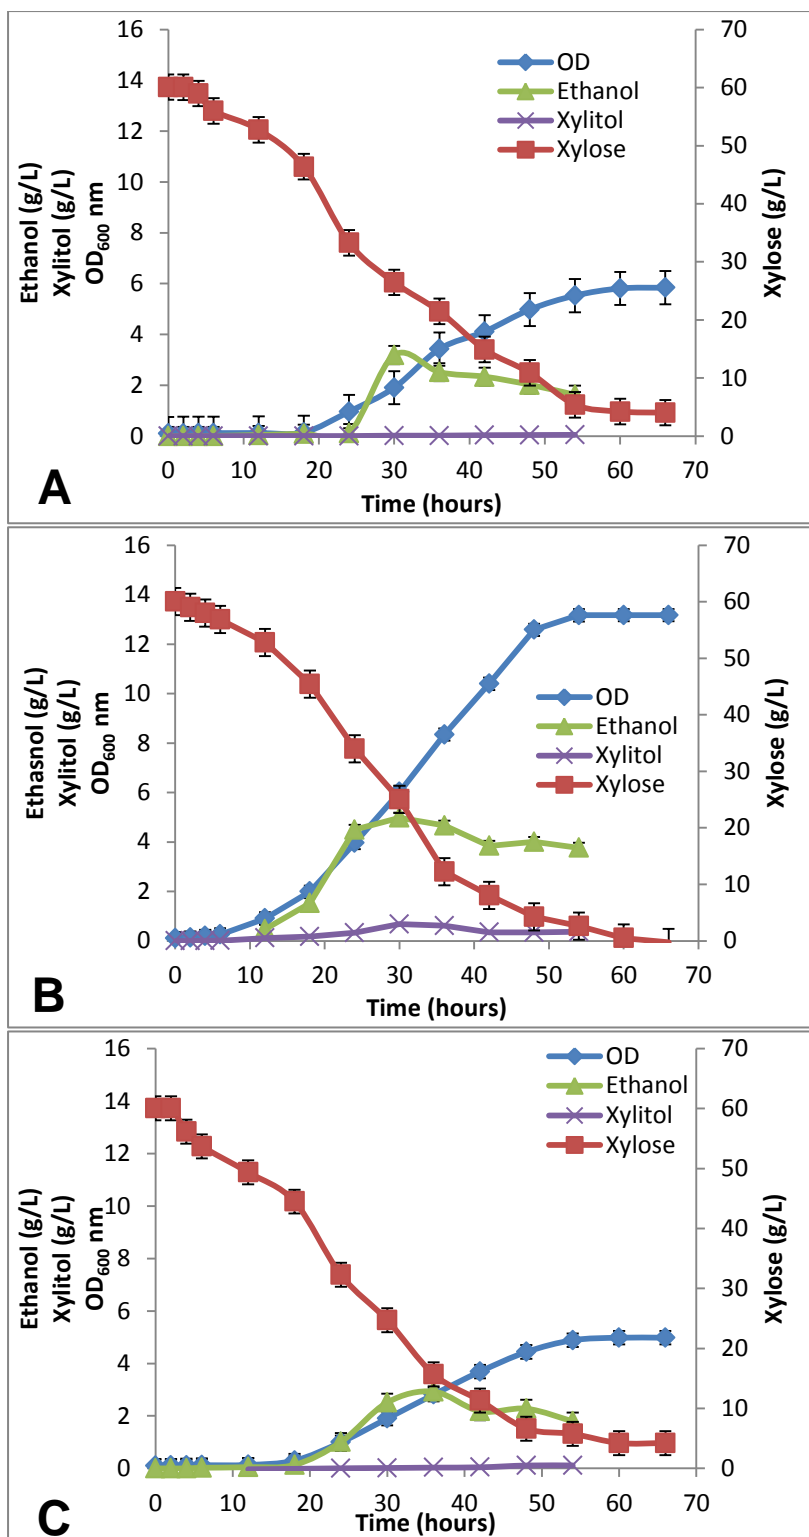 16
14
12
10
8
6
4
2
0
70
60
50
40
30
20
10
0
0 10 20 30 40 50 60 70
Ethanol (g/L)
Xylitol (g/L)
OD600 nm
Xylose (g/L)
OD
Ethanol
Xylitol
Xylose
Time (hours)
A
16
14
12
10
8
6
4
2
0
70
60
50
40
30
20
10
0
0 10 20 30 40 50 60 70
Ethasnol (g/L)
Xylitol (g/L)
OD600 nm
Xylose (g/L)
OD
Ethanol
Xylitol
Xylose
Time (hours)
B
16
14
12
10
8
6
4
2
0
70
60
50
40
30
20
10
0
0 10 20 30 40 50 60 70
Ethanol (g/L)
Xylitol (g/L)
OD600 nm
Xylose (g/L)
OD
Ethanol
Xylitol
Xylose
Time (hours)
C